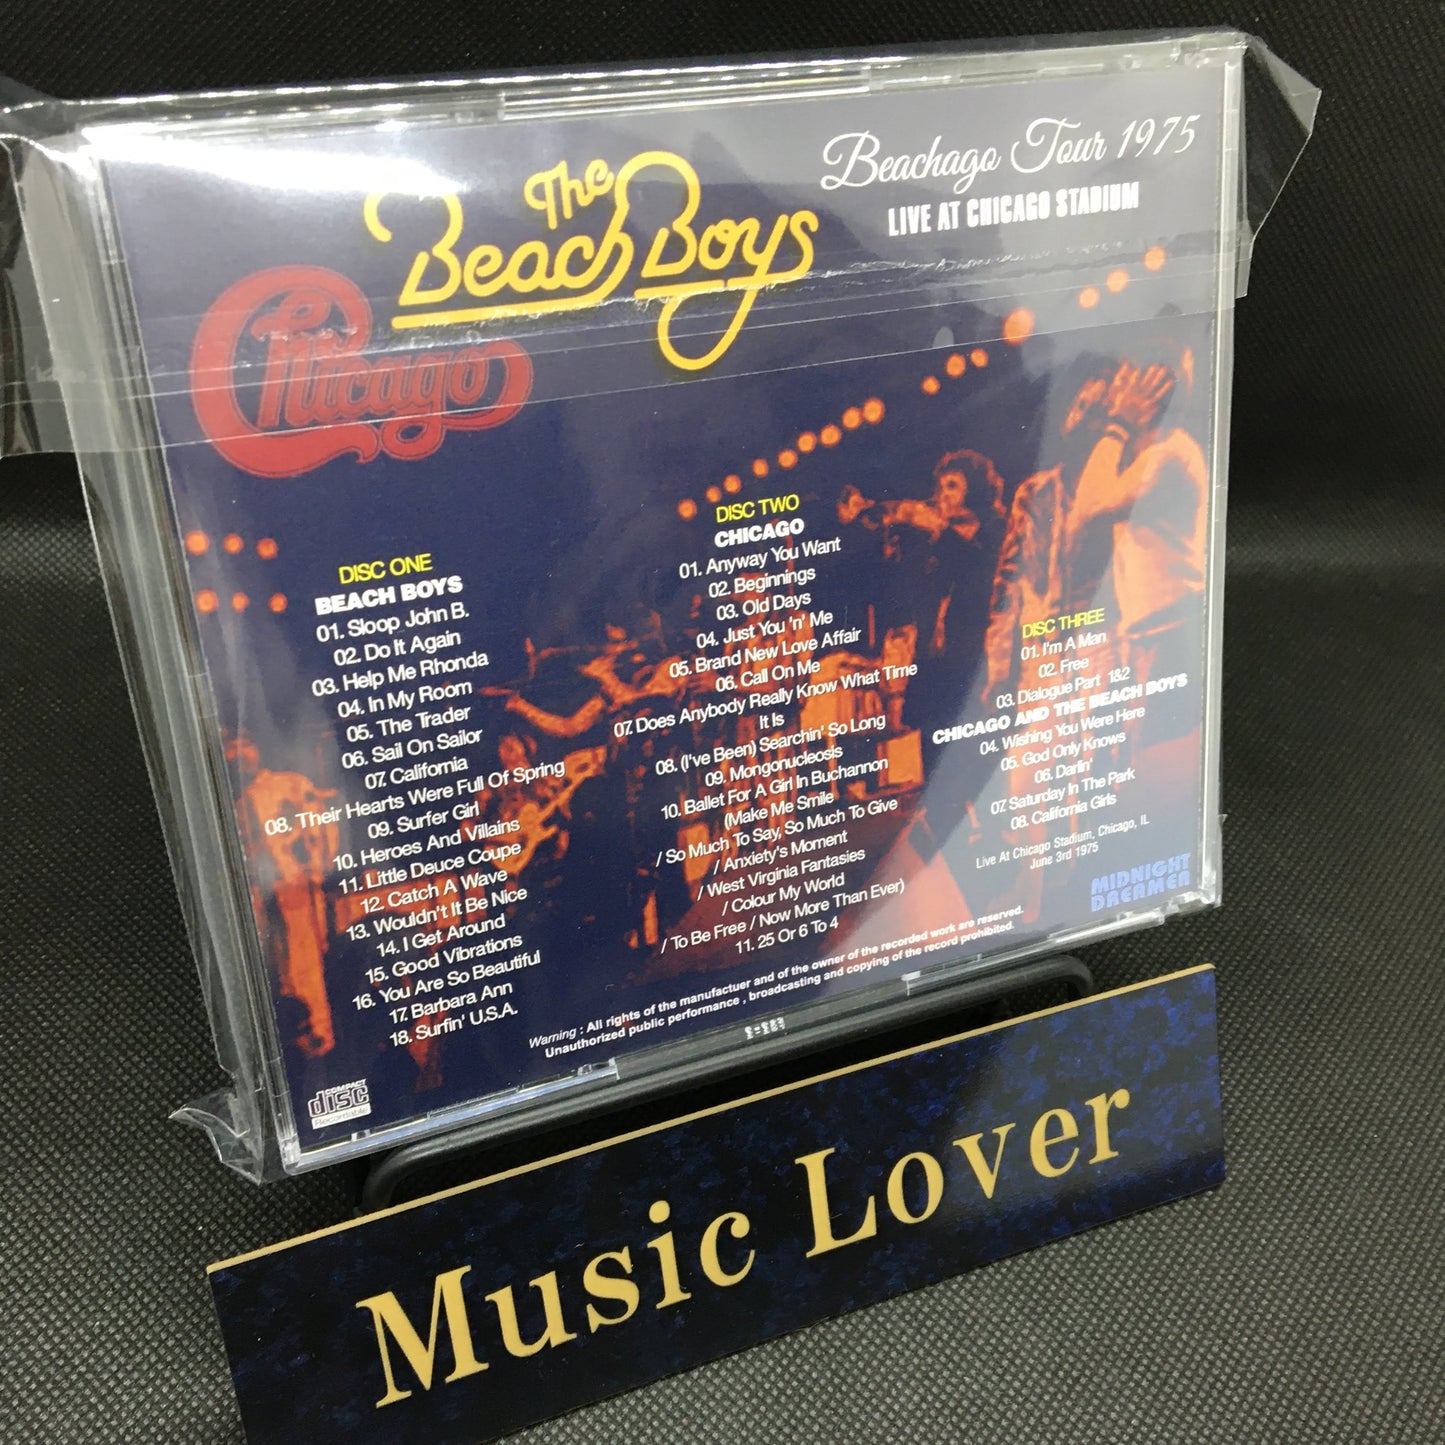 The
Beach Boys
Chicago
Beachago Tour 1975
LIVE AT CHICAGO STADIUM
DISC ONE
BEACH BOYS
01. Sloop John B.
02. Do It Again
03. Help Me Rhonda
04. In My Room
05. The Trader
06. Sail On Sailor
07. California
08. Their Hearts Were Full Of Spring
09. Surfer Girl
10. Heroes And Villains
11. Little Deuce Coupe
12. Catch A Wave
13. Wouldn't It Be Nice
14. I Get Around
15. Good Vibrations
16. You Are So Beautiful
17. Barbara Ann
18. Surfin' U.S.A.
DISC TWO
CHICAGO
01. Anyway You Want
02. Beginnings
03. Old Days
04. Just You 'n' Me
05. Brand New Love Affair
06. Call On Me
07. Does Anybody Really Know What Time
It Is
08. (I've Been) Searchin' So Long
09. Mongonucleosis
10. Ballet For A Girl In Buchannon
(Make Me Smile
/ So Much To Say, So Much To Give
/ Anxiety's Moment
/ West Virginia Fantasies
/ Colour My World
/ To Be Free / Now More Than Ever)
11. 25 Or 6 To 4
DISC THREE
01. I'm A Man
02. Free
03. Dialogue Part 1&2
CHICAGO AND THE BEACH BOYS
04. Wishing You Were Here
05. God Only Knows
06. Darlin'
07. Saturday In The Park
08. California Girls
Live At Chicago Stadium, Chicago, IL
June 3rd 1975
MIDNIGHT
DREAMER
Warning : All rights of the manufactuer and of the owner of the recorded work are reserved.
Unauthorized public performance , broadcasting and copying of the record prohibited.
COMPACT
disc
Recordable
Music Lover